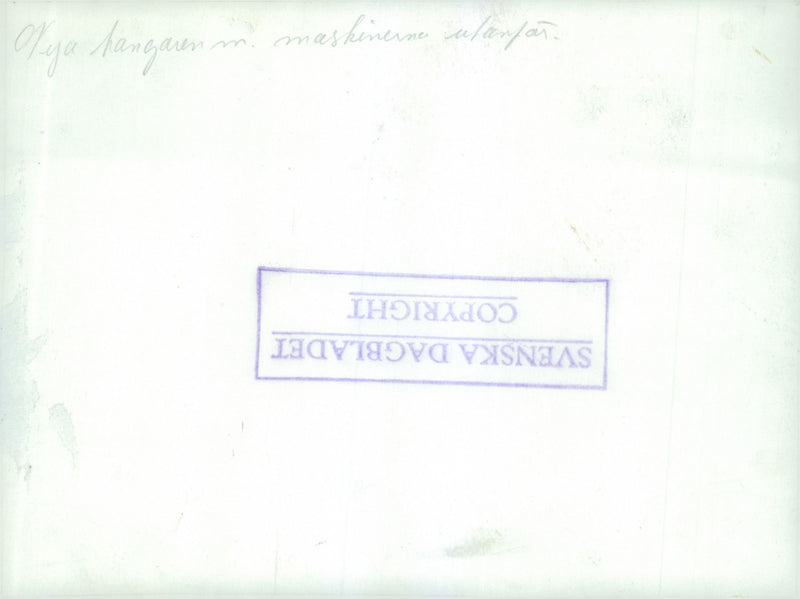 Nya hangaren m. maskinerna utanför.
SVENSKA DAGBLADET
COPYRIGHT